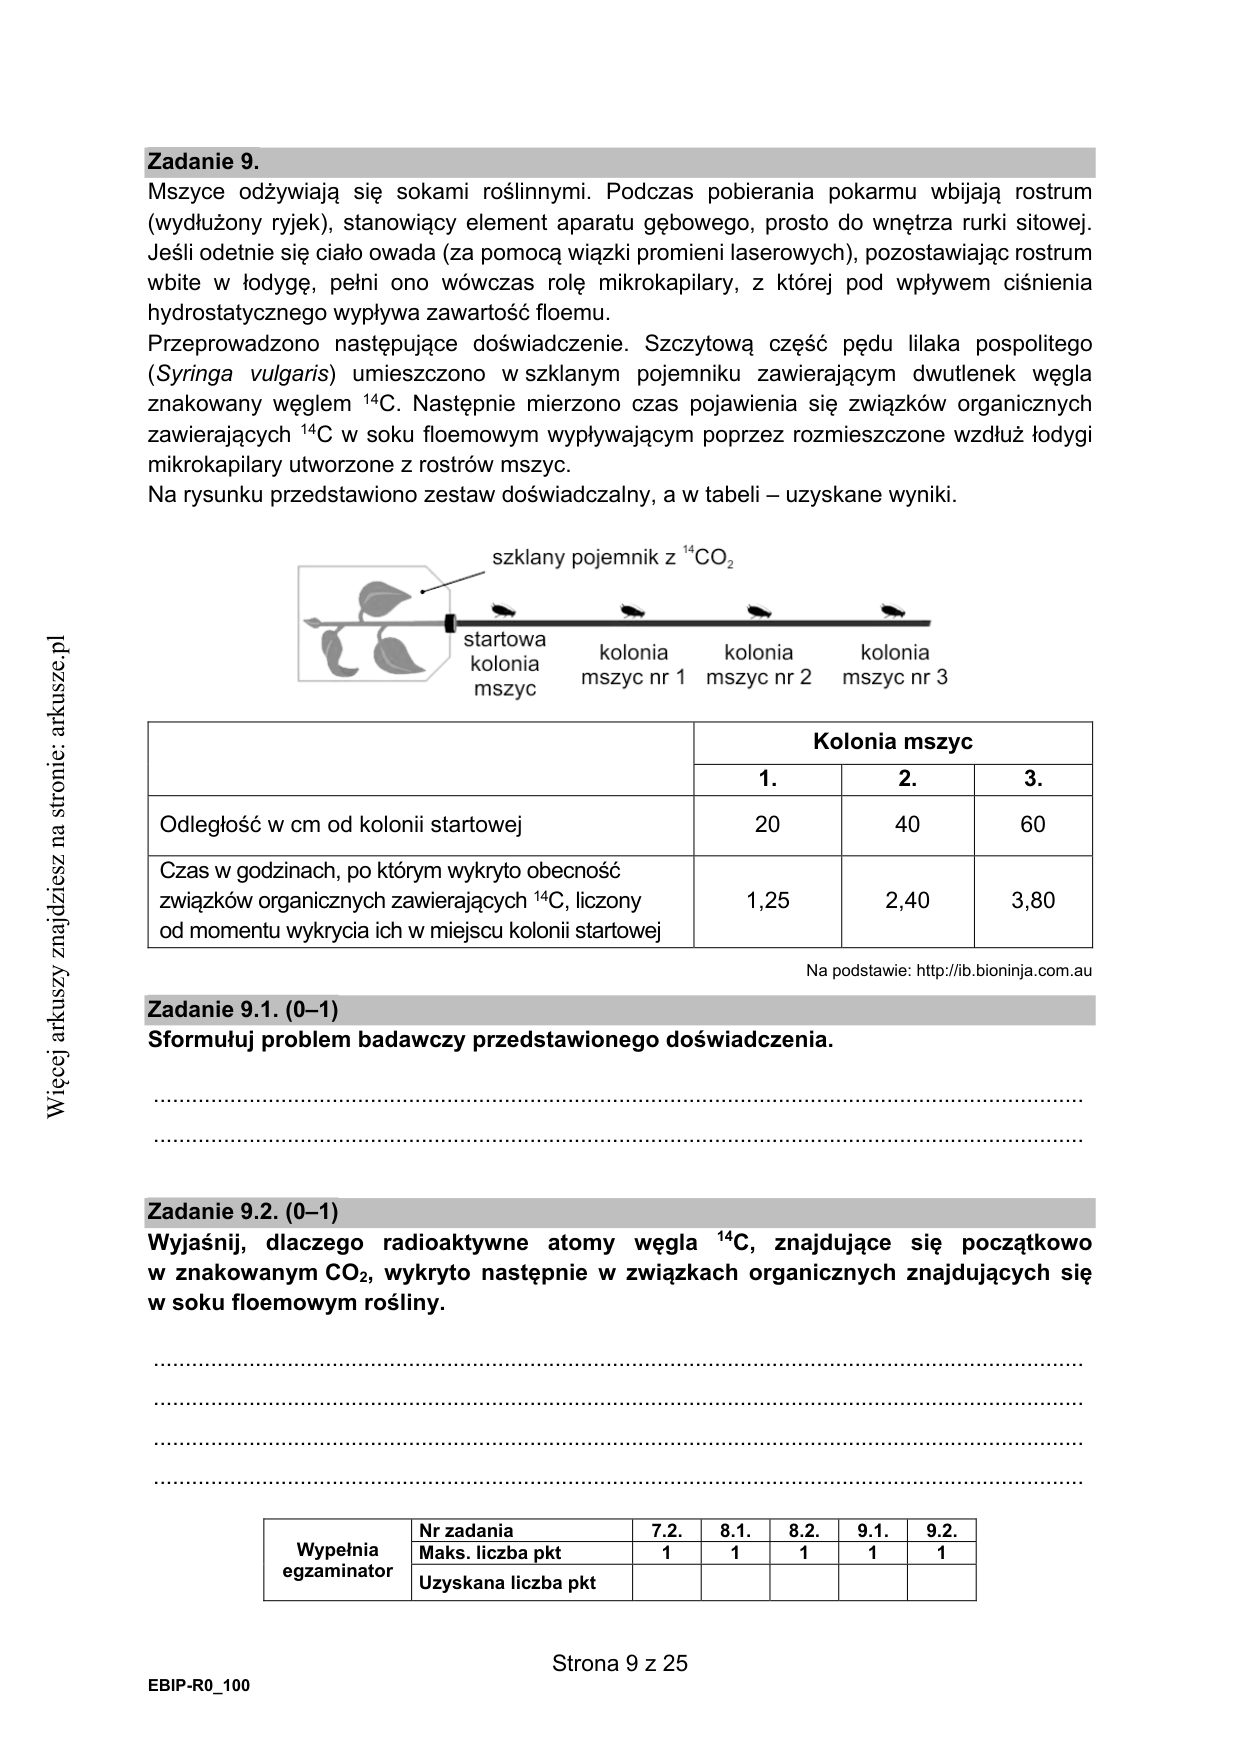 Zadanie 9.
Mszyce odżywiają się sokami roślinnymi. Podczas pobierania pokarmu wbijają rostrum
(wydłużony ryjek), stanowiący element aparatu gębowego, prosto do wnętrza rurki sitowej.
Jeśli odetnie się ciało owada (za pomocą wiązki promieni laserowych), pozostawiając rostrum
wbite w łodygę, pełni ono wówczas rolę mikrokapilary, z której pod wpływem ciśnienia
hydrostatycznego wypływa zawartość floemu.
Przeprowadzono następujące doświadczenie. Szczytową część pędu lilaka pospolitego
(Syringa vulgaris) umieszczono w szklanym pojemniku zawierającym dwutlenek węgla
znakowany węglem ¹⁴C. Następnie mierzono czas pojawienia się związków organicznych
zawierających ¹⁴C w soku floemowym wypływającym poprzez rozmieszczone wzdłuż łodygi
mikrokapilary utworzone z rostrów mszyc.
Na rysunku przedstawiono zestaw doświadczalny, a w tabeli – uzyskane wyniki.
szklany pojemnik z ¹⁴CO₂
startowa
kolonia
mszyc
kolonia
mszyc nr 1
kolonia
mszyc nr 2
kolonia
mszyc nr 3
Kolonia mszyc
1. 2. 3.
Odległość w cm od kolonii startowej 20 40 60
Czas w godzinach, po którym wykryto obecność
związków organicznych zawierających ¹⁴C, liczony
od momentu wykrycia ich w miejscu kolonii startowej
1,25 2,40 3,80
Na podstawie: http://ib.bioninja.com.au
Zadanie 9.1. (0–1)
Sformułuj problem badawczy przedstawionego doświadczenia.
Zadanie 9.2. (0–1)
Wyjaśnij, dlaczego radioaktywne atomy węgla ¹⁴C, znajdujące się początkowo
w znakowanym CO₂, wykryto następnie w związkach organicznych znajdujących się
w soku floemowym rośliny.
Wypełnia
egzaminator
Nr zadania 7.2. 8.1. 8.2. 9.1. 9.2.
Maks. liczba pkt 1 1 1 1 1
Uzyskana liczba pkt
Strona 9 z 25
EBIP-R0_100
Więcej arkuszy znajdziesz na stronie: arkusze.pl